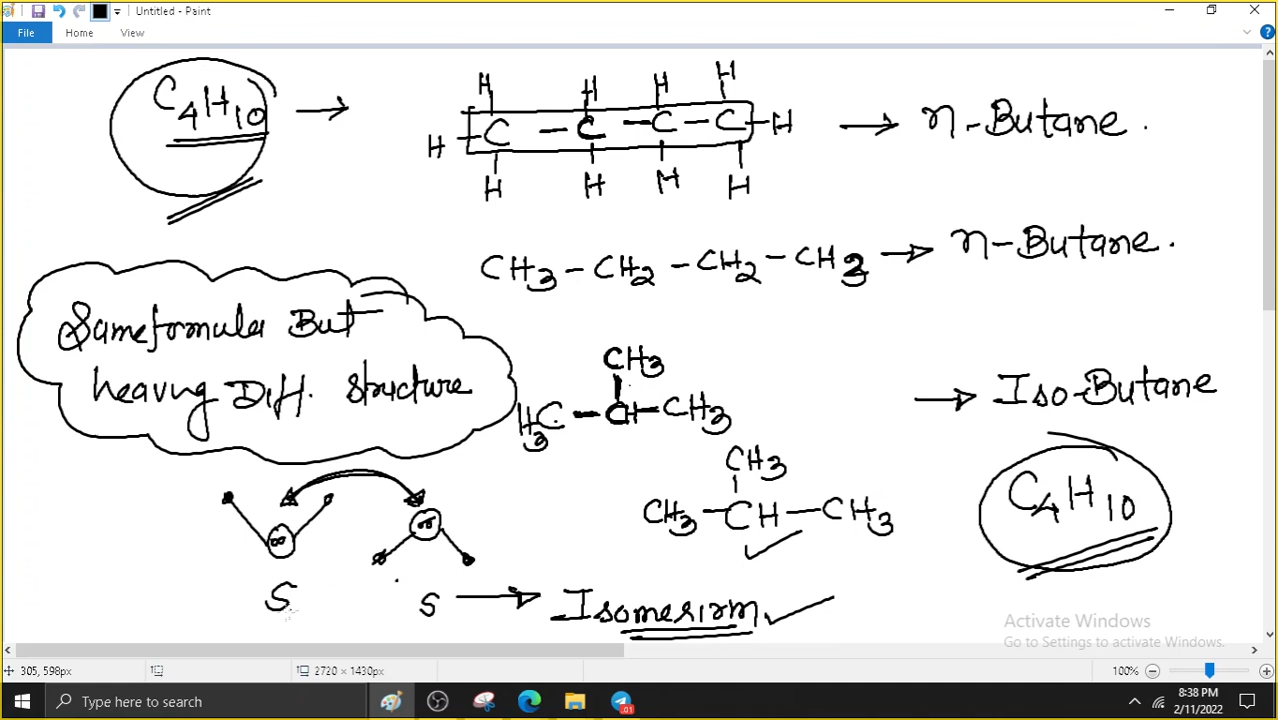 Untitled - Paint
File Home View
C4H10 →
H H H H
H C – C – C – C – H → n-Butane.
H H H H
CH3 – CH2 – CH2 – CH3 → n-Butane.
Same formula But
heaving Diff. Structure
CH3
H3C – CH – CH3 → Iso-Butane
CH3
CH3 – CH – CH3
C4H10
S S → Isomerirm
Activate Windows
Go to Settings to activate Windows.
305, 598px 2720 × 1430px 100%
Type here to search
01
8:38 PM
2/11/2022